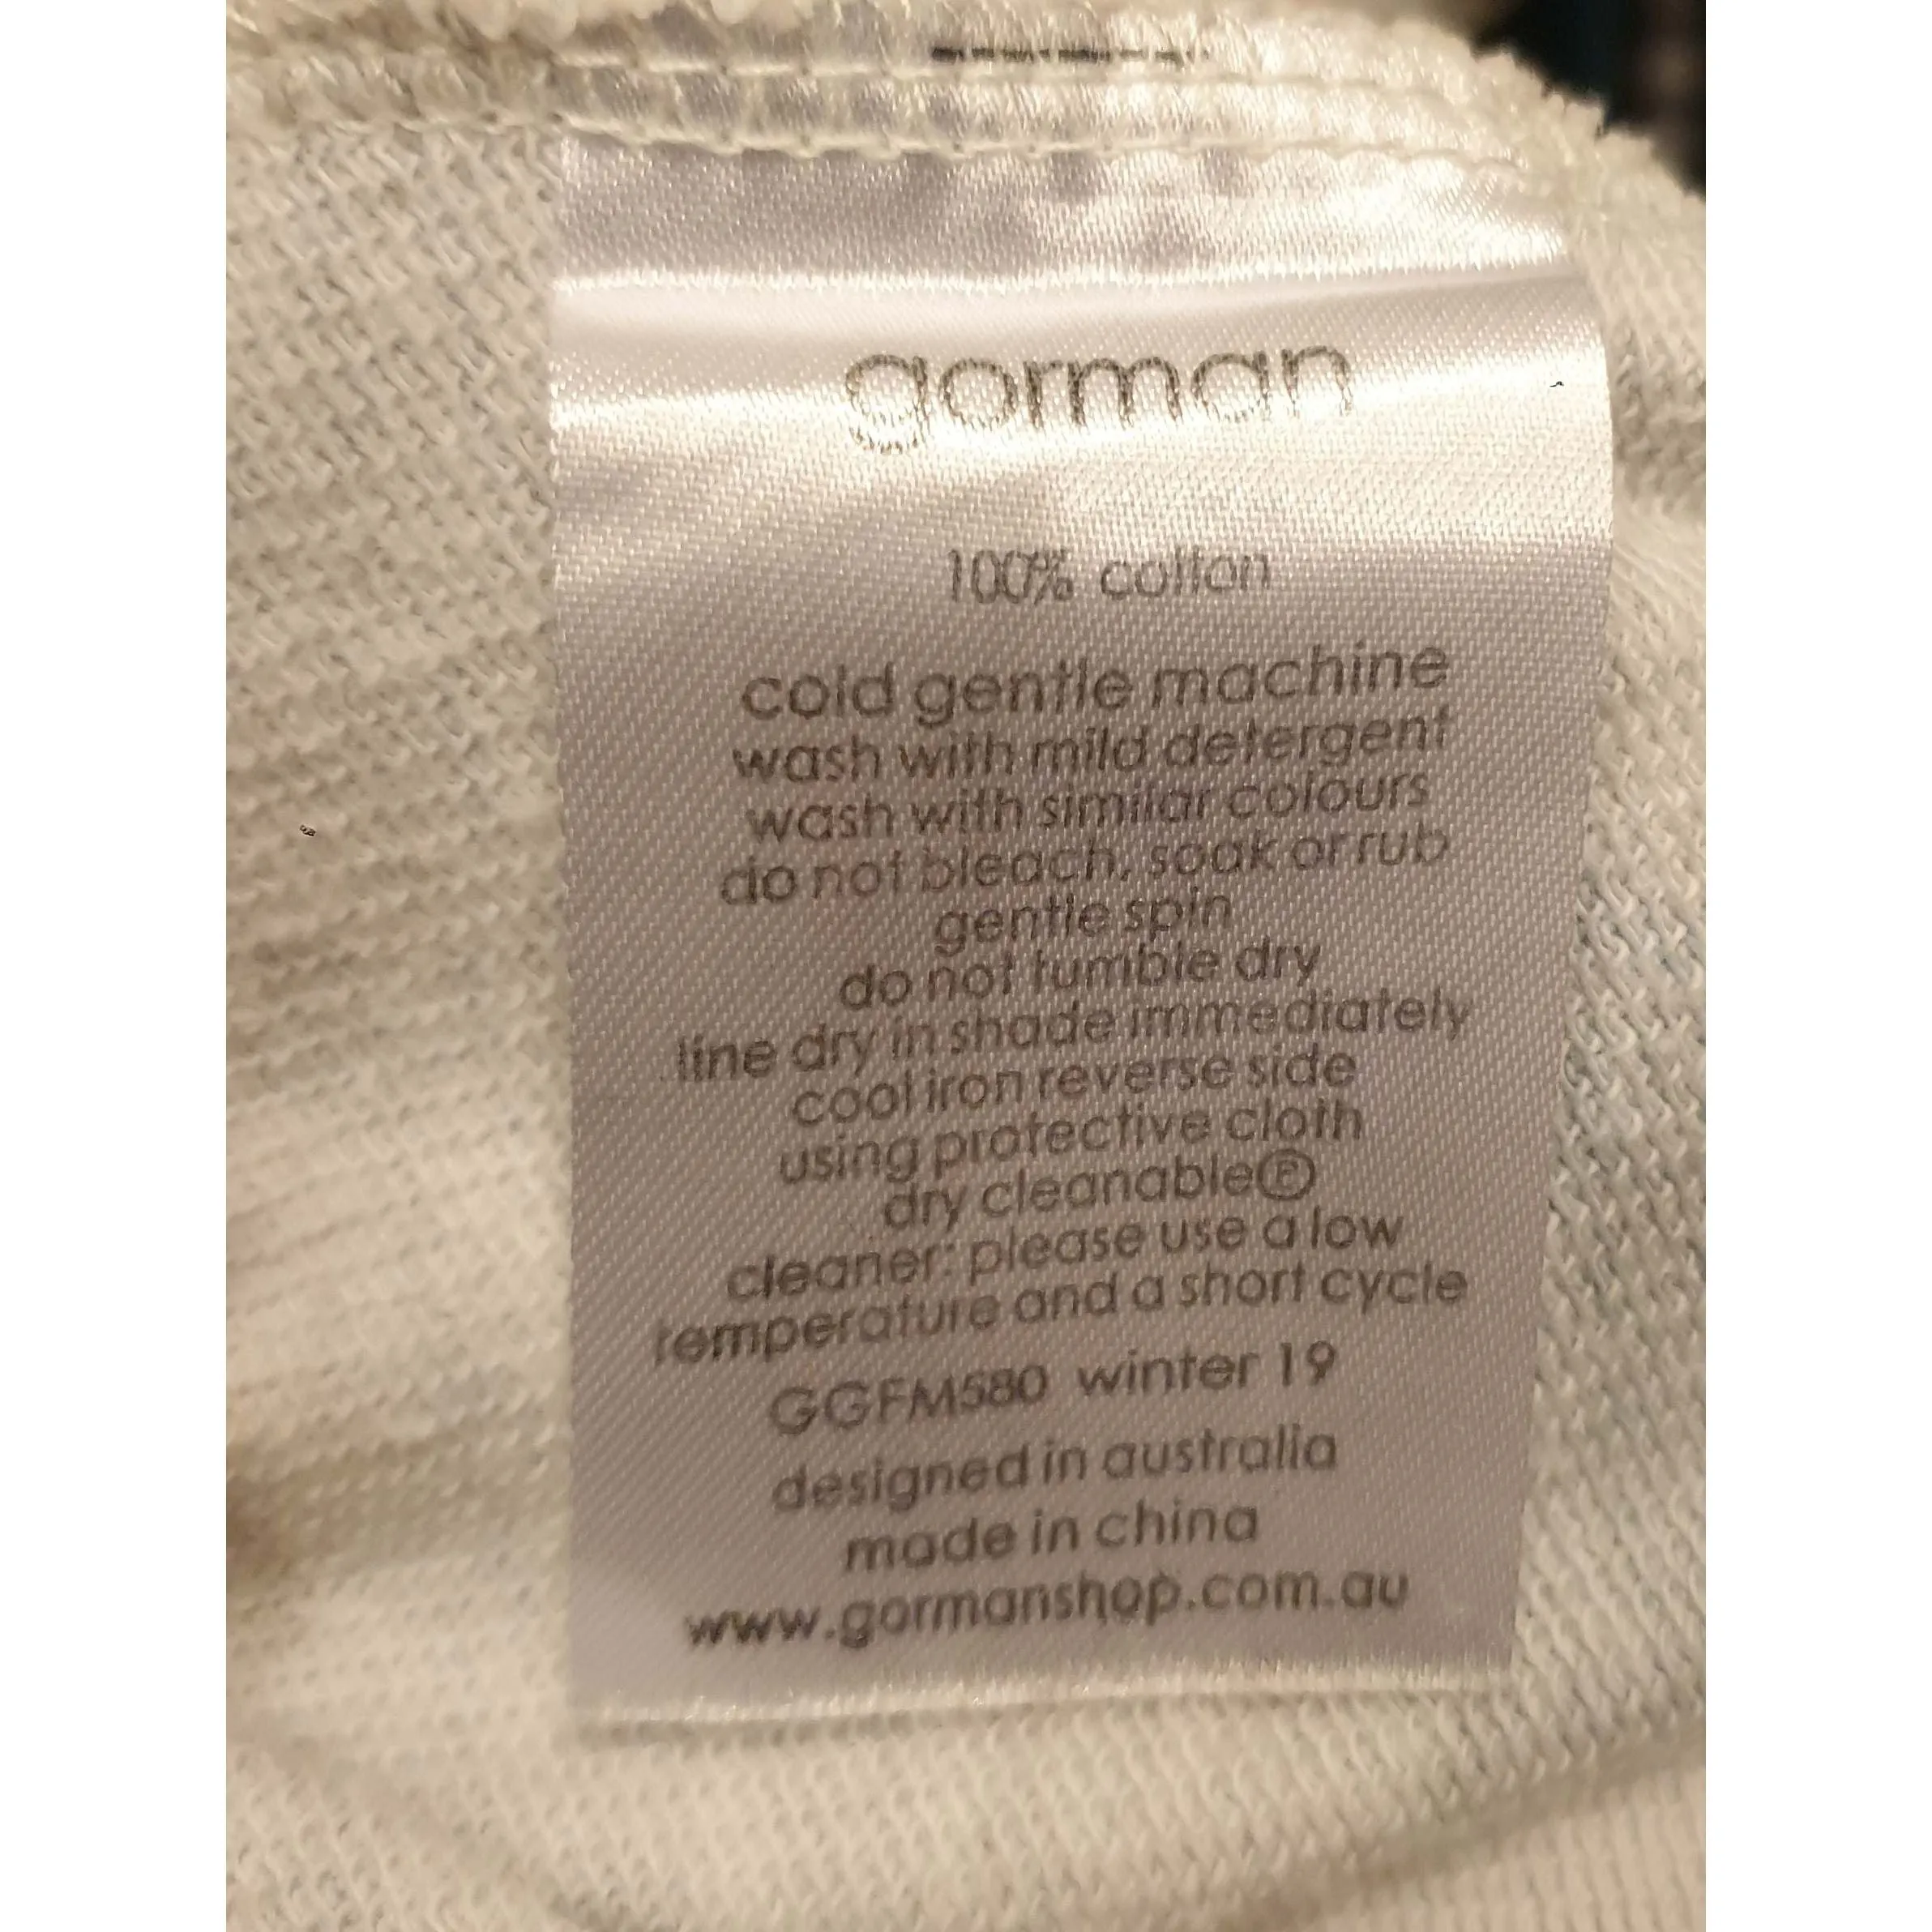 gorman
100% cotton
cold gentle machine
wash with mild detergent
wash with similar colours
do not bleach, soak or rub
gentle spin
do not tumble dry
line dry in shade immediately
cool iron reverse side
using protective cloth
dry cleanable Ⓟ
cleaner: please use a low
temperature and a short cycle
GGFM580 winter 19
designed in australia
made in china
www.gormanshop.com.au